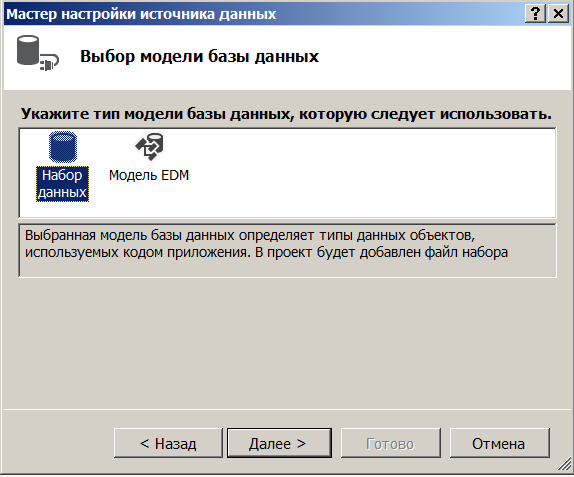 Мастер настройки источника данных
Выбор модели базы данных
Укажите тип модели базы данных, которую следует использовать.
Набор данных
Модель EDM
Выбранная модель базы данных определяет типы данных объектов,
используемых кодом приложения. В проект будет добавлен файл набора
< Назад
Далее >
Готово
Отмена